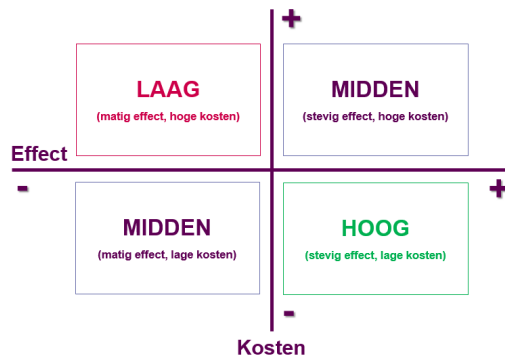 +
LAAG
(matig effect, hoge kosten)
MIDDEN
(stevig effect, hoge kosten)
Effect
-
+
MIDDEN
(matig effect, lage kosten)
HOOG
(stevig effect, lage kosten)
-
Kosten